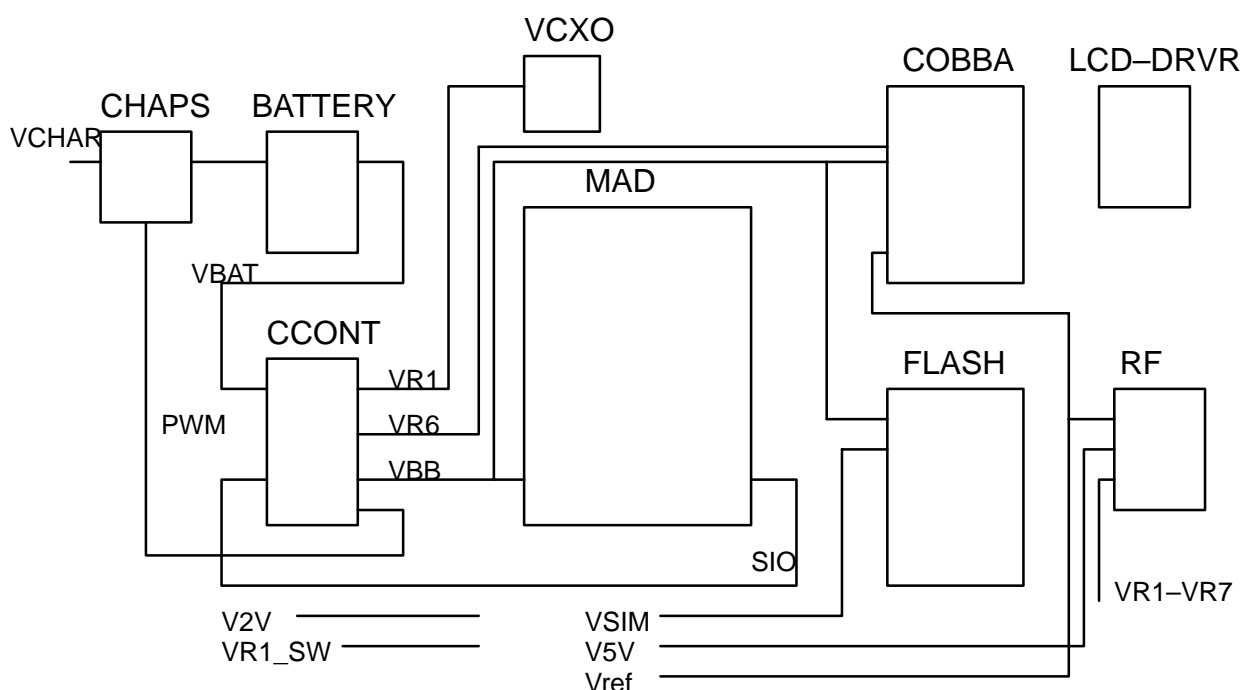 VCXO
COBBA
LCD–DRVR
CHAPS
BATTERY
VCHAR
MAD
VBAT
CCONT
FLASH
RF
VR1
PWM
VR6
VBB
SIO
VR1–VR7
V2V
VSIM
VR1_SW
V5V
Vref